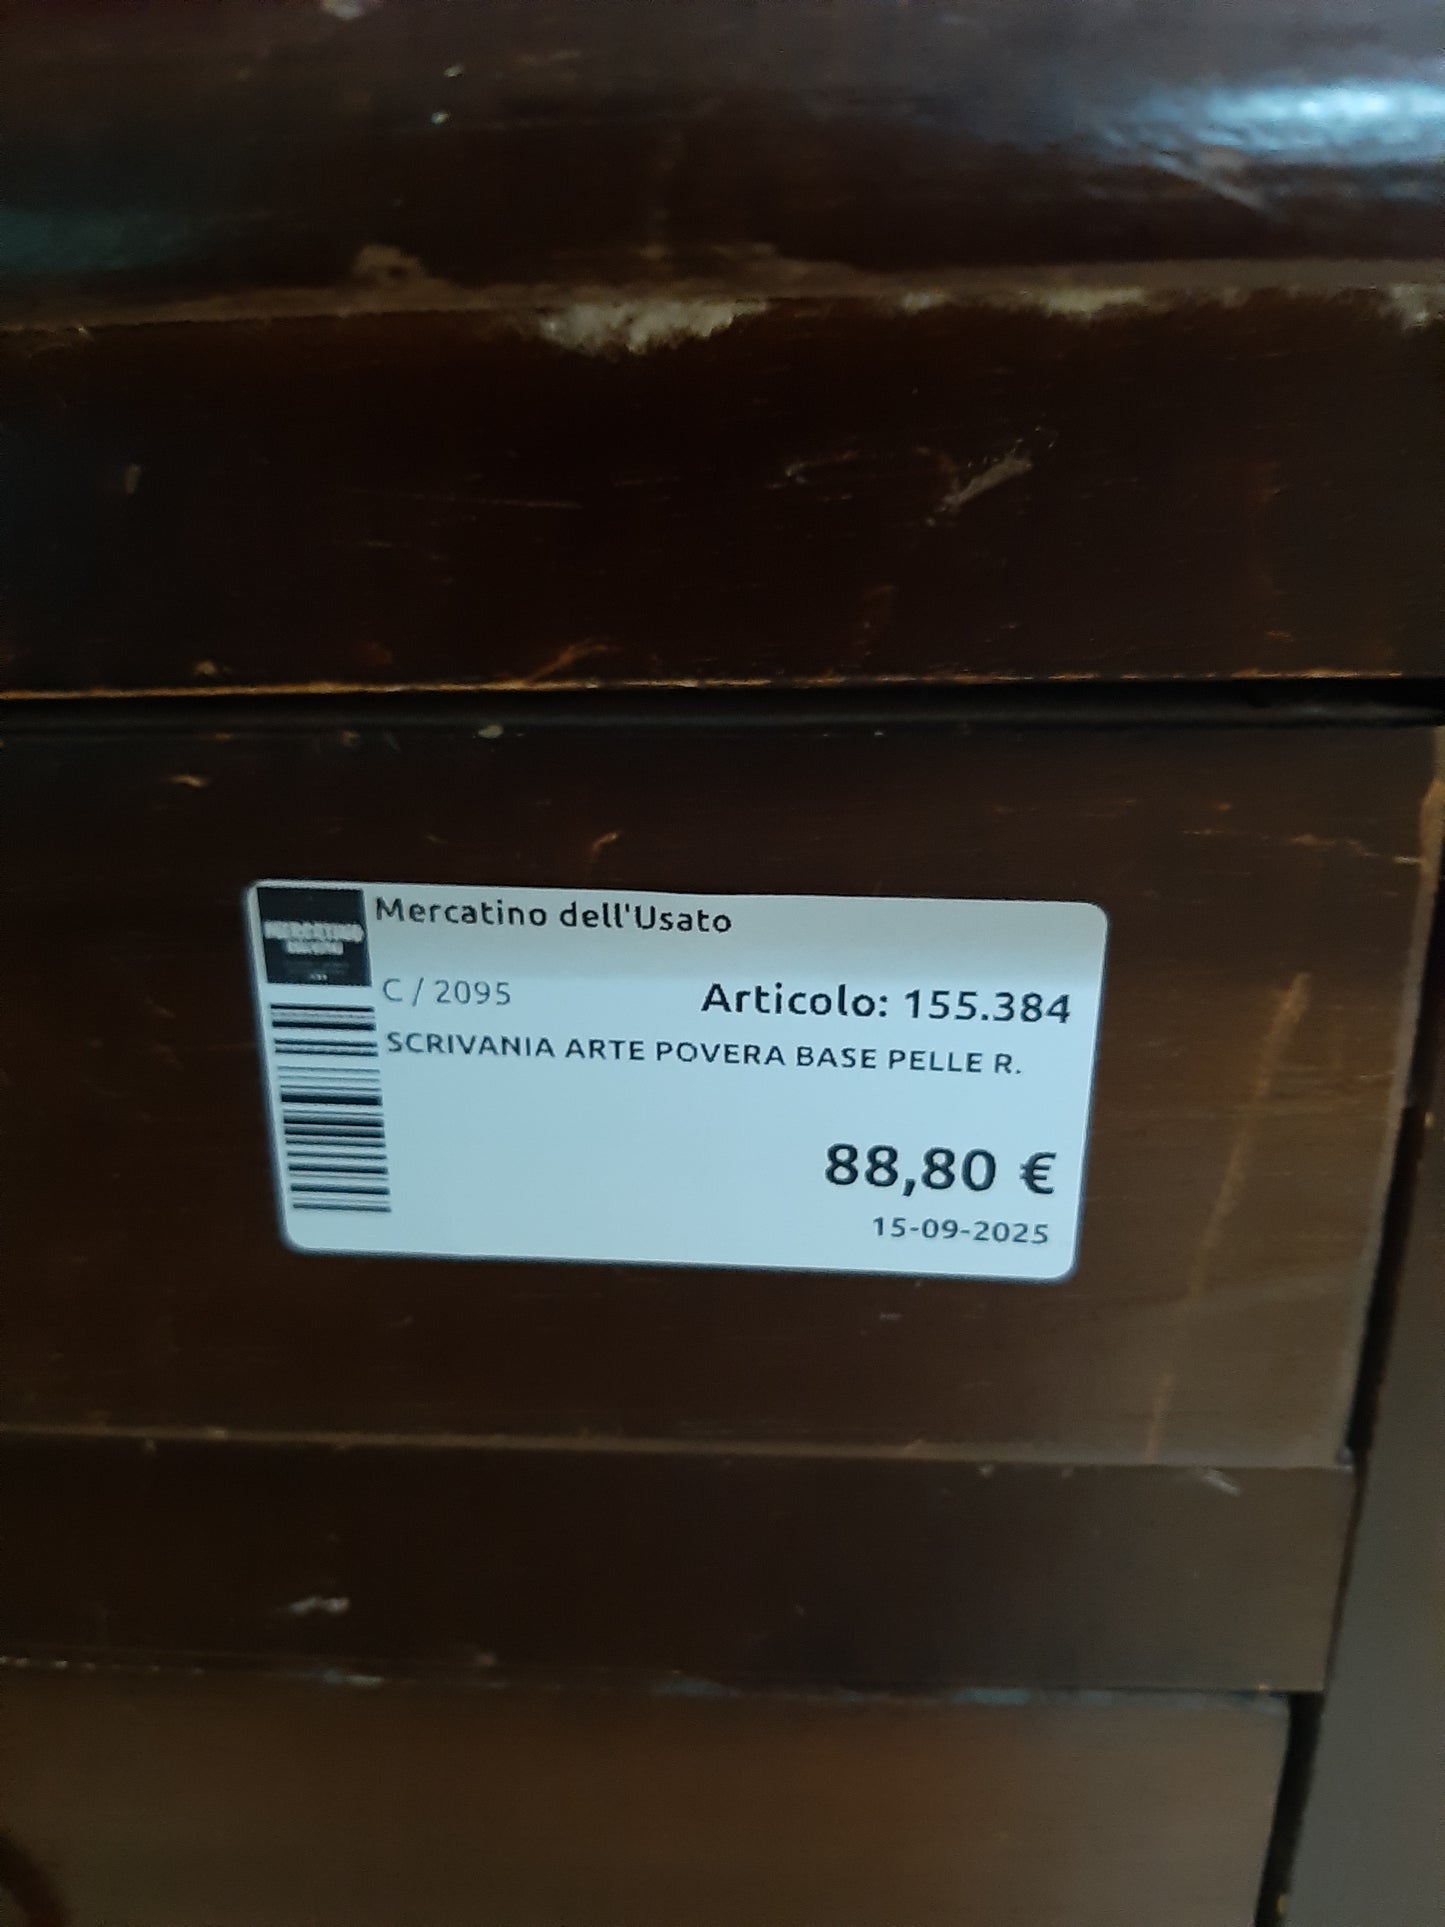 Mercatino dell'Usato
C / 2095 Articolo: 155.384
SCRIVANIA ARTE POVERA BASE PELLE R.
88,80 €
15-09-2025